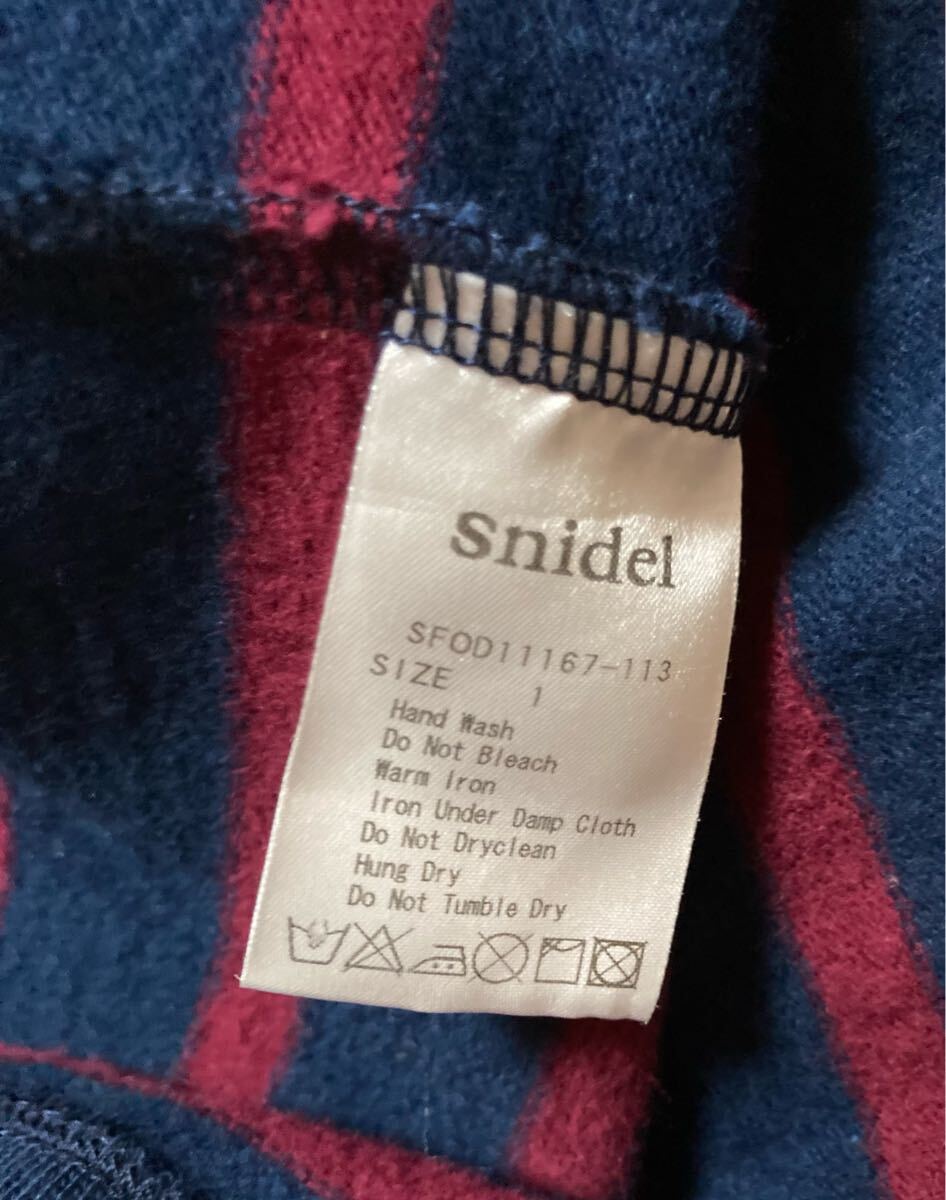 snidel
SFOD11167-113
SIZE 1
Hand Wash
Do Not Bleach
Warm Iron
Iron Under Damp Cloth
Do Not Dryclean
Hung Dry
Do Not Tumble Dry